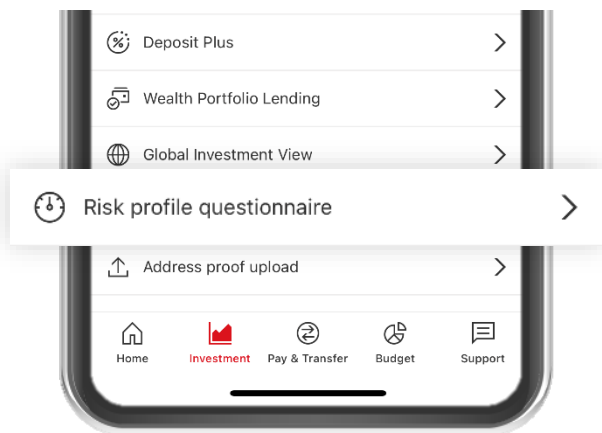 Deposit Plus
Wealth Portfolio Lending
Global Investment View
Risk profile questionnaire
Address proof upload
Home Investment Pay & Transfer Budget Support